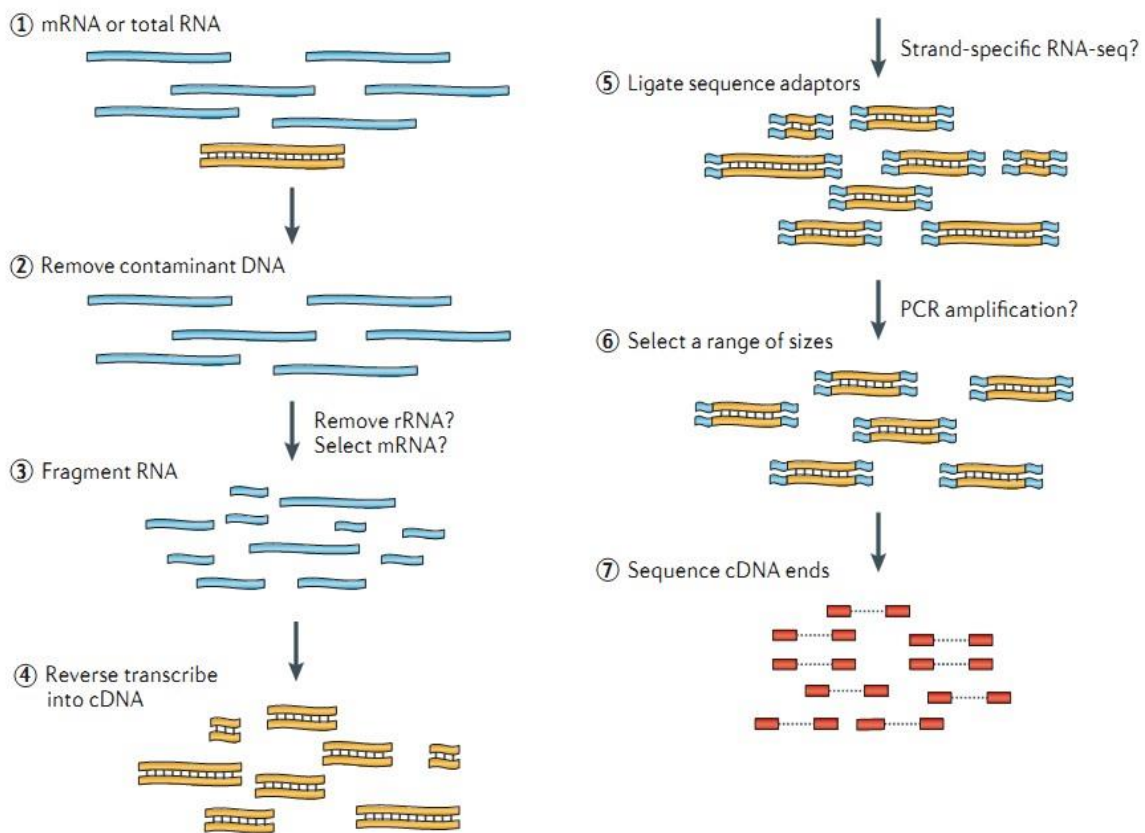 ① mRNA or total RNA
② Remove contaminant DNA
Remove rRNA?
Select mRNA?
③ Fragment RNA
④ Reverse transcribe
into cDNA
Strand-specific RNA-seq?
⑤ Ligate sequence adaptors
PCR amplification?
⑥ Select a range of sizes
⑦ Sequence cDNA ends